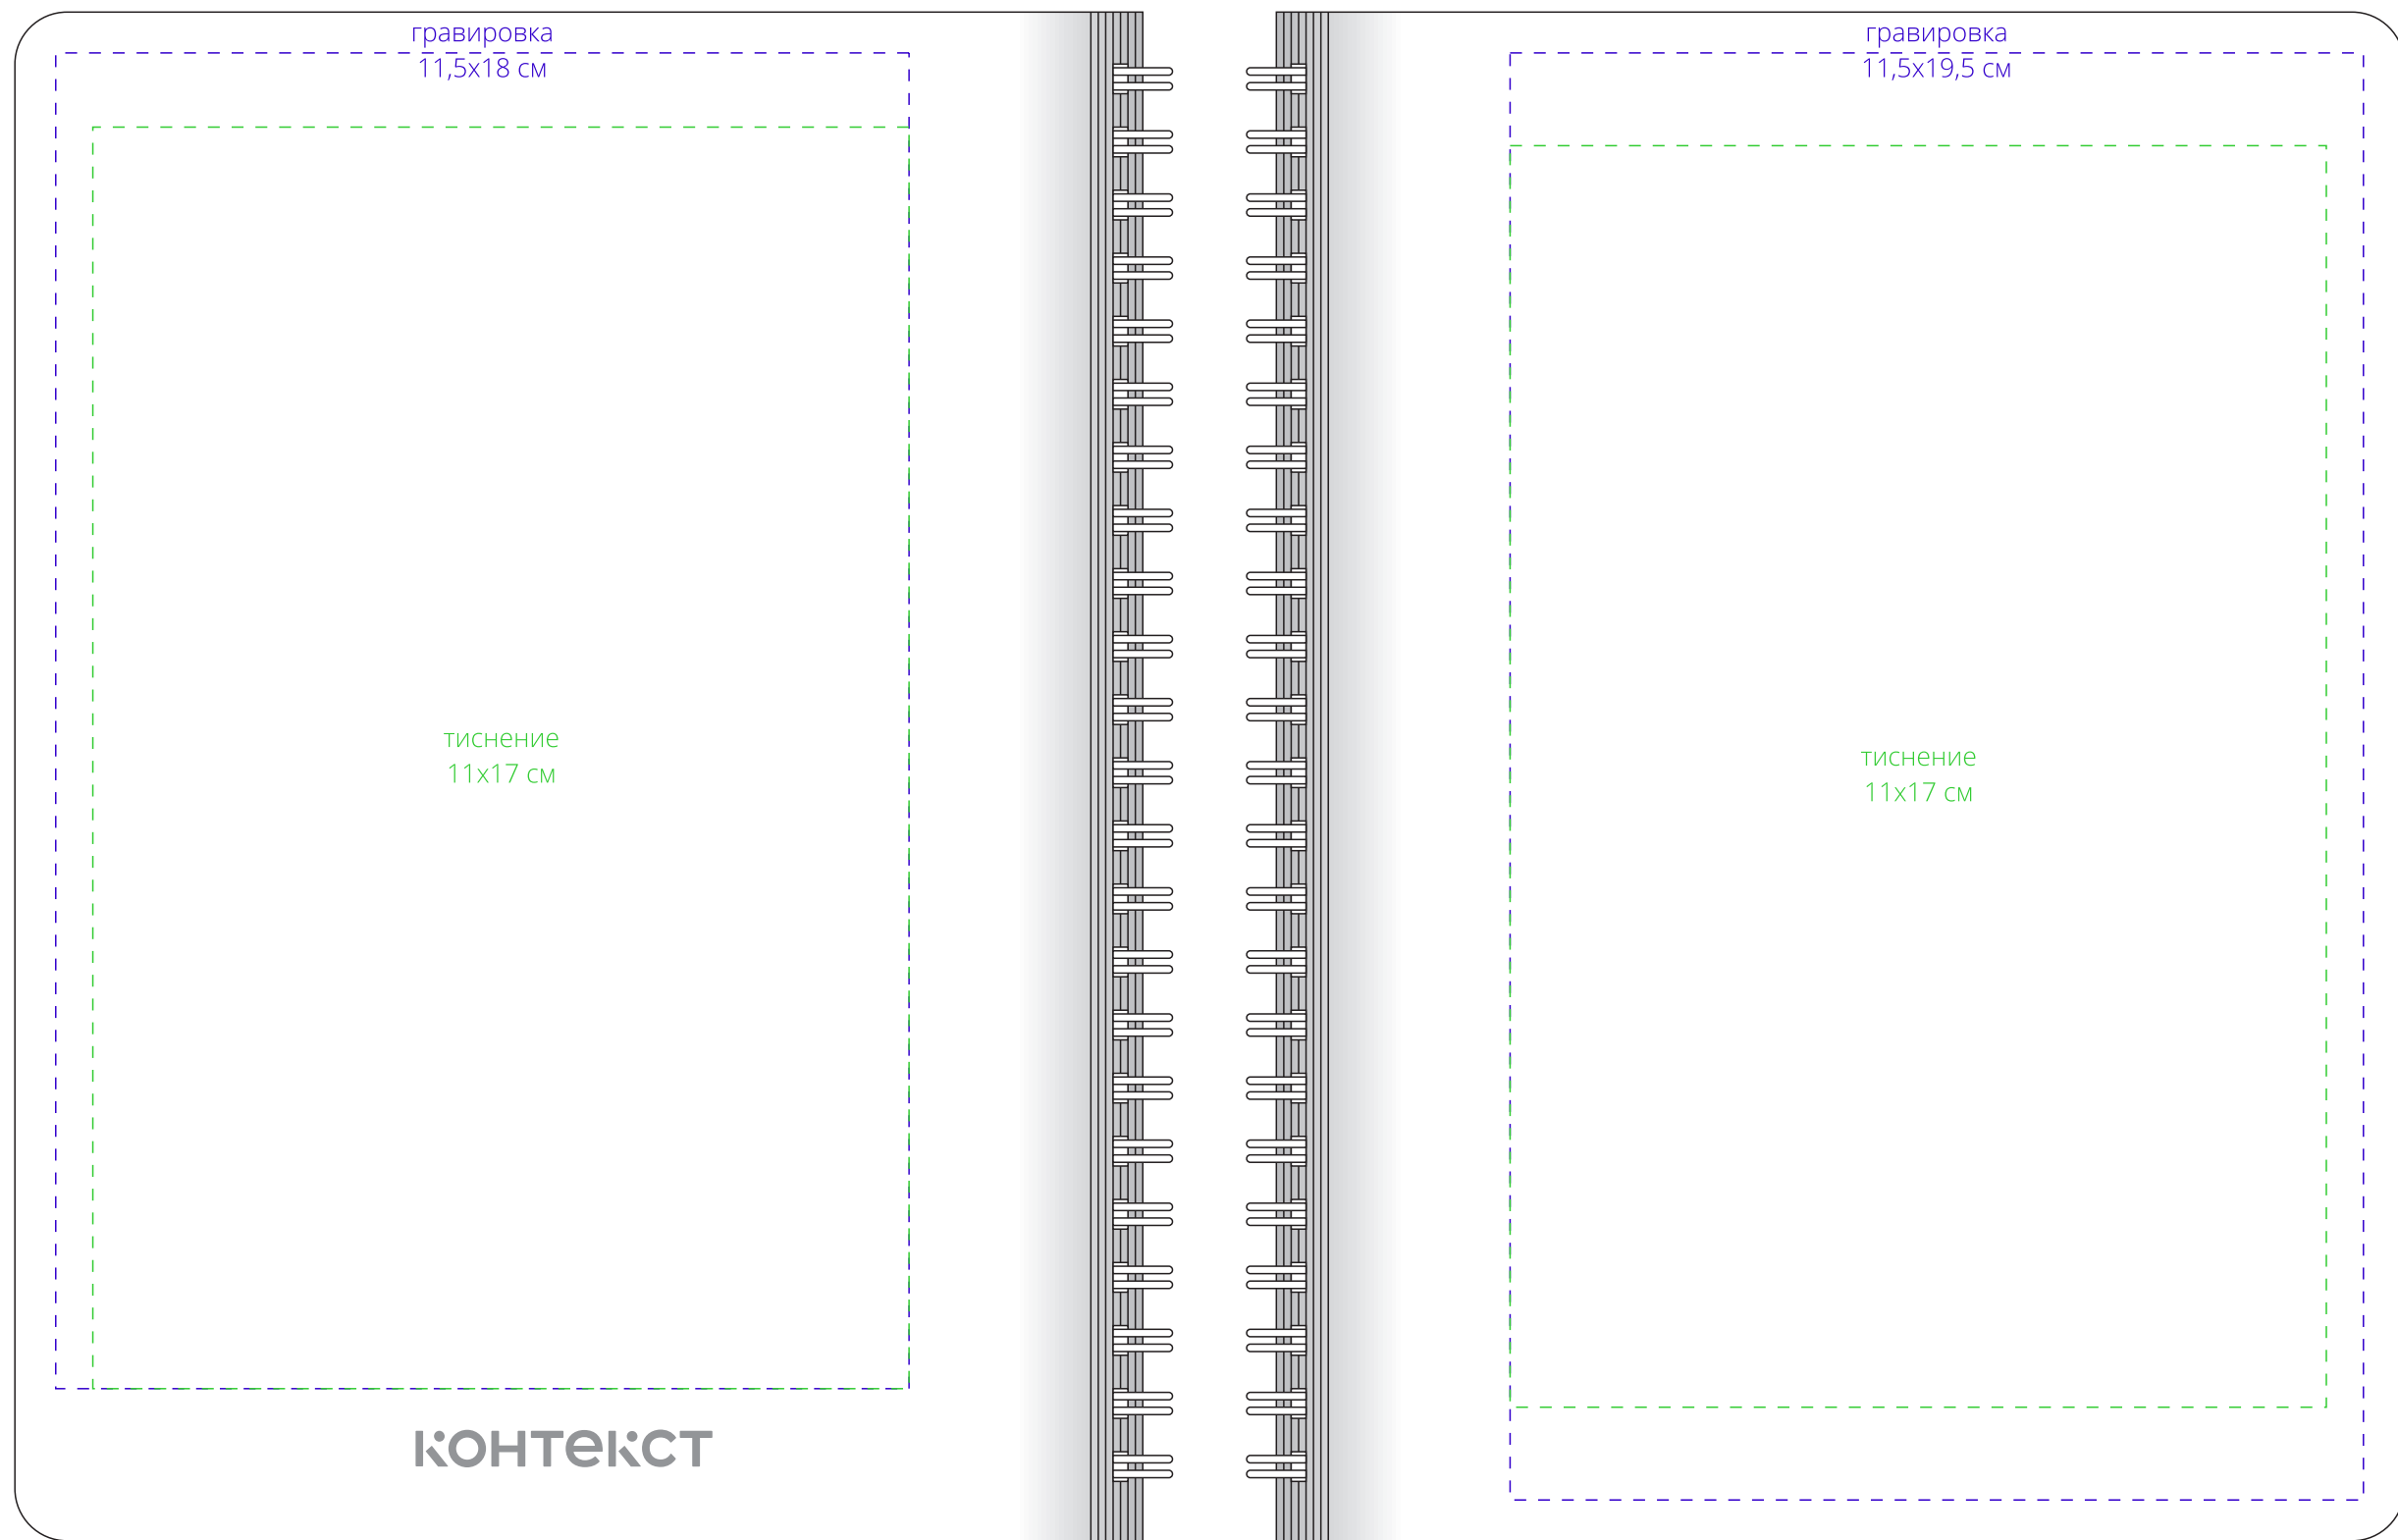 гравировка
11,5х18 см
тиснение
11х17 см
контекст
гравировка
11,5х19,5 см
тиснение
11х17 см